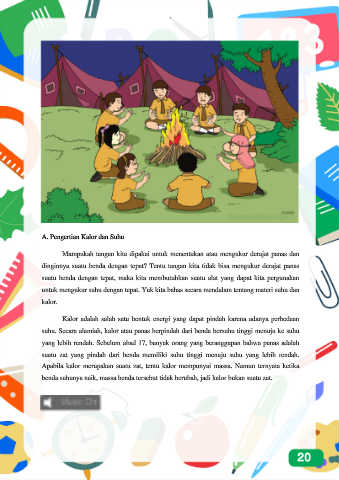 A. Pengertian Kalor dan Suhu
Mampukah tangan kita dipakai untuk menentukan atau mengukur derajat panas dan
dinginnya suatu benda dengan tepat? Tentu tangan kita tidak bisa mengukur derajat panas
suatu benda dengan tepat, maka kita membutuhkan suatu alat yang dapat kita pergunakan
untuk mengukur suhu dengan tepat. Yuk kita bahas secara mendalam tentang materi suhu dan
kalor.
Kalor adalah salah satu bentuk energi yang dapat pindah karena adanya perbedaan
suhu. Secara alamiah, kalor atau panas berpindah dari benda bersuhu tinggi menuju ke suhu
yang lebih rendah. Sebelum abad 17, banyak orang yang beranggapan bahwa panas adalah
suatu zat yang pindah dari benda memiliki suhu tinggi menuju suhu yang lebih rendah.
Apabila kalor merupakan suatu zat, tentu kalor mempunyai massa. Namun ternyata ketika
benda suhunya naik, massa benda tersebut tidak berubah, jadi kalor bukan suatu zat.
Music On
20